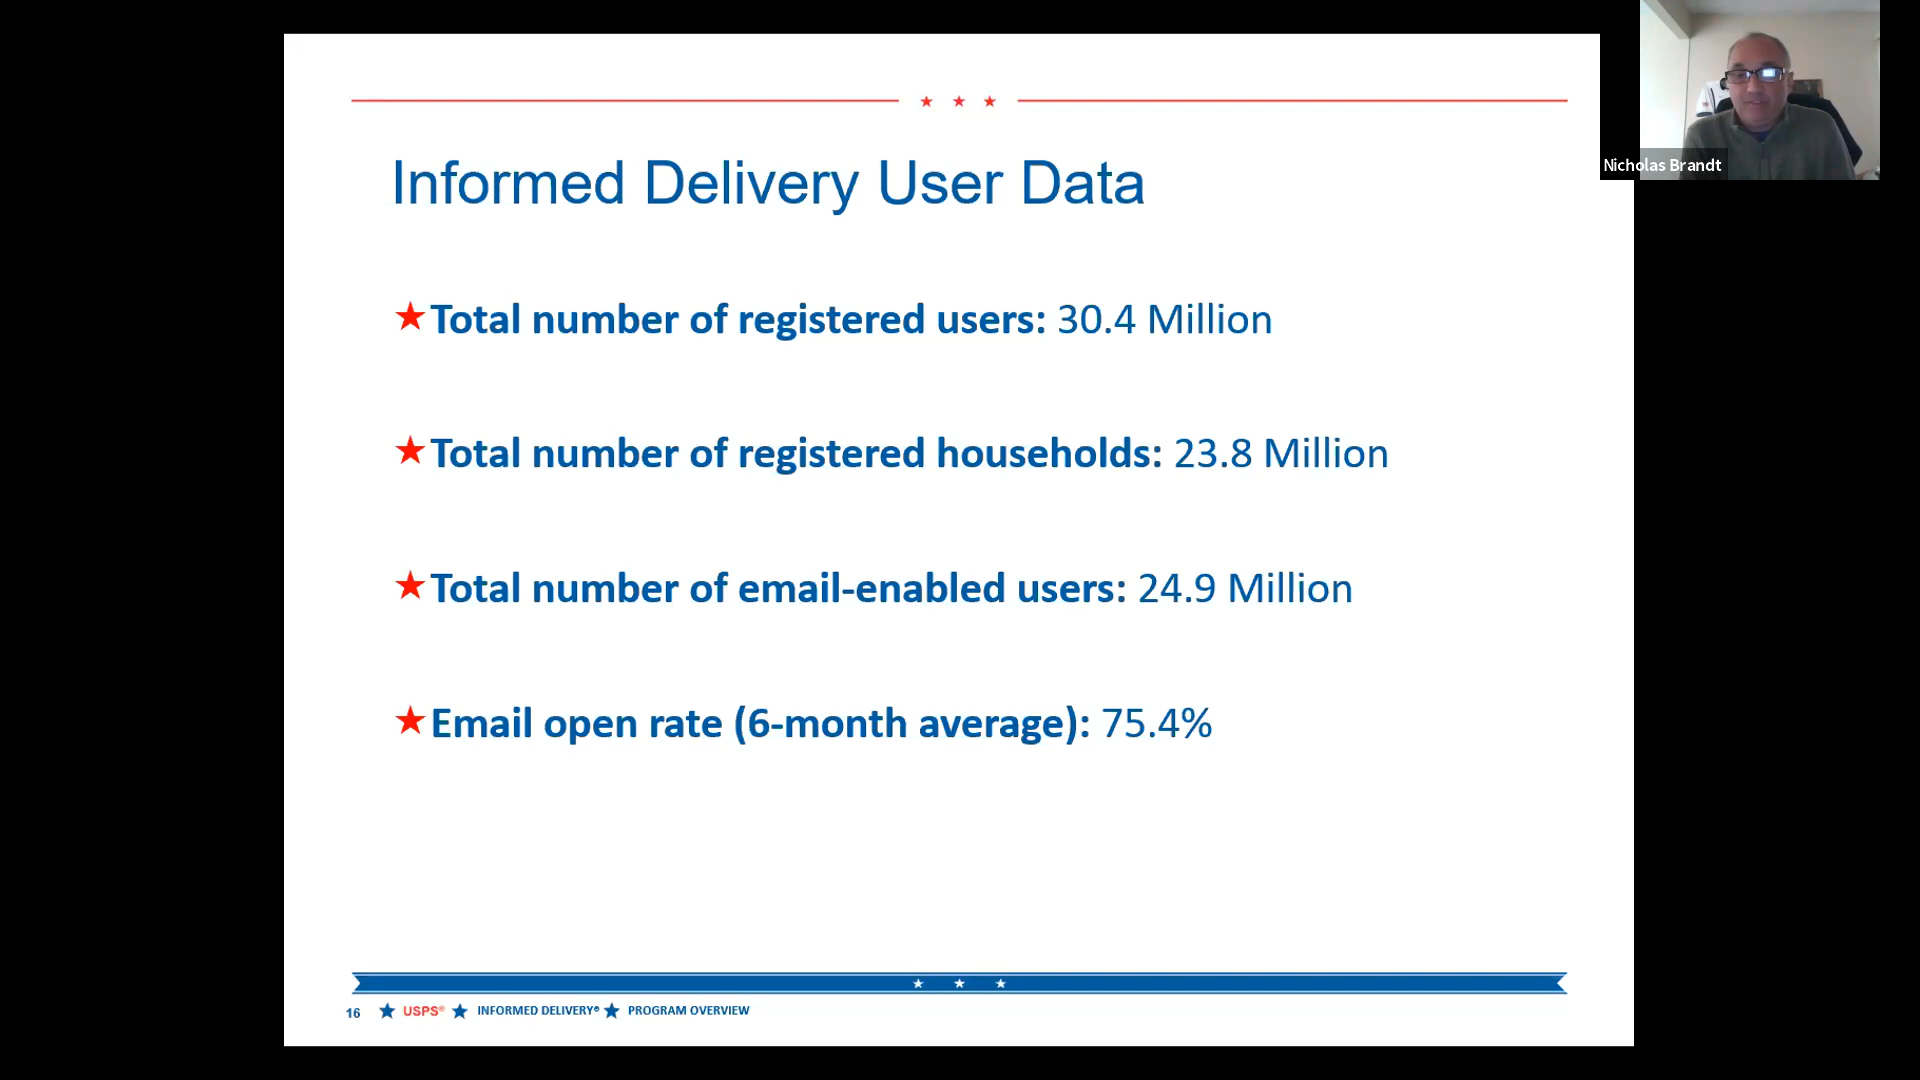 Nicholas Brandt
Informed Delivery User Data
Total number of registered users: 30.4 Million
Total number of registered households: 23.8 Million
Total number of email-enabled users: 24.9 Million
Email open rate (6-month average): 75.4%
16 USPS® INFORMED DELIVERY® PROGRAM OVERVIEW